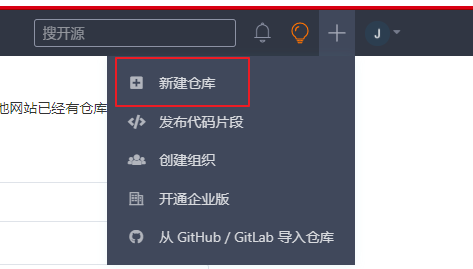 搜开源
J
新建仓库
他网站已经有仓库
发布代码片段
创建组织
开通企业版
从 GitHub / GitLab 导入仓库